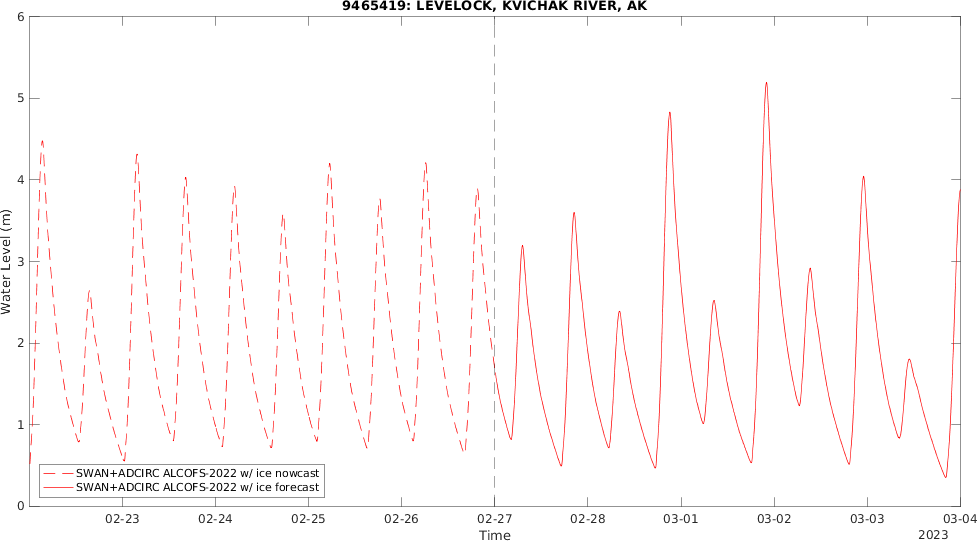 9465419: LEVELOCK, KVICHAK RIVER, AK
6
5
4
3
2
1
0
Water Level (m)
SWAN+ADCIRC ALCOFS-2022 w/ ice nowcast
SWAN+ADCIRC ALCOFS-2022 w/ ice forecast
02-23 02-24 02-25 02-26 02-27 02-28 03-01 03-02 03-03 03-04
Time
2023